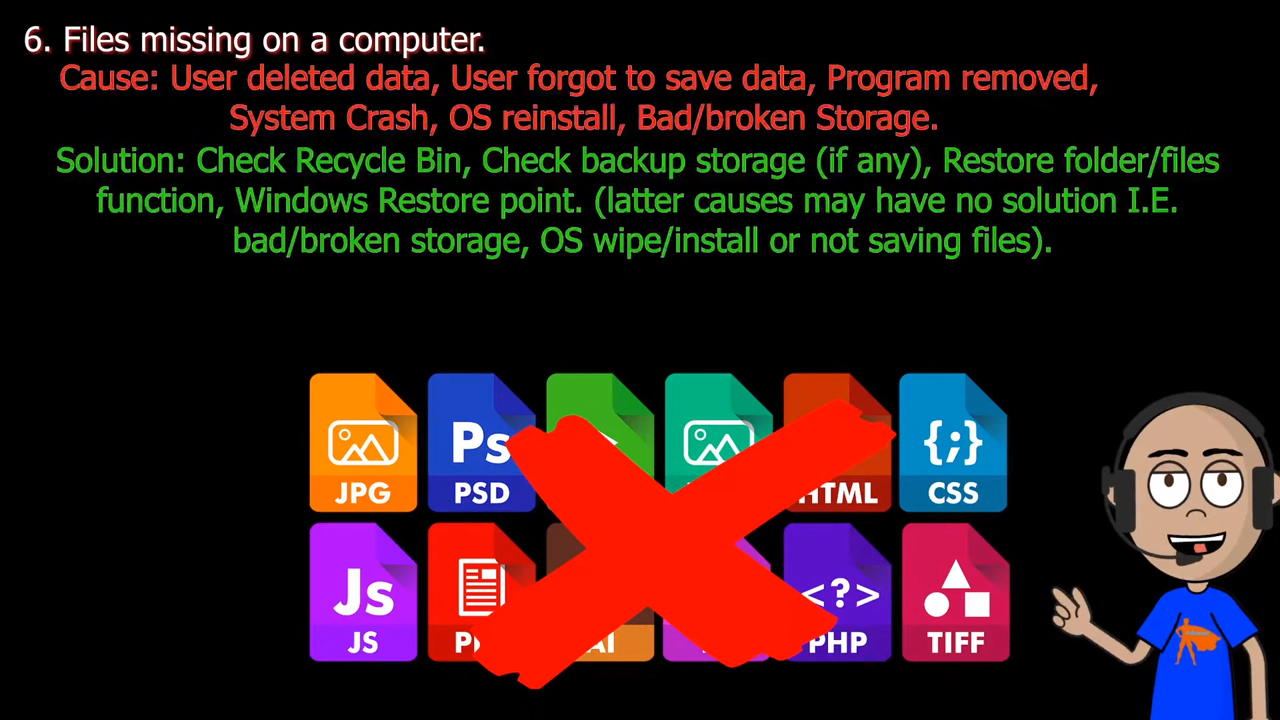 6. Files missing on a computer.
Cause: User deleted data, User forgot to save data, Program removed,
System Crash, OS reinstall, Bad/broken Storage.
Solution: Check Recycle Bin, Check backup storage (if any), Restore folder/files
function, Windows Restore point. (latter causes may have no solution I.E.
bad/broken storage, OS wipe/install or not saving files).
Ps {;}
JPG PSD HTML CSS
Js <?>
JS AI PHP TIFF